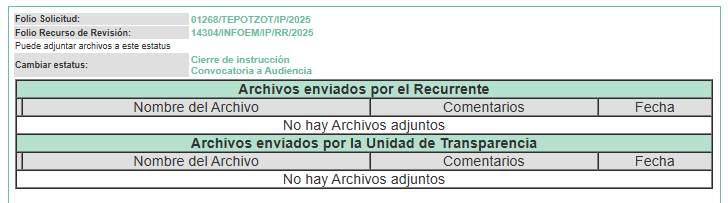 Folio Solicitud: 01268/TEPOTZOT/IP/2025
Folio Recurso de Revisión: 14304/INFOEM/IP/RR/2025
Puede adjuntar archivos a este estatus
Cambiar estatus: Cierre de instrucción
Convocatoria a Audiencia
Archivos enviados por el Recurrente
Nombre del Archivo Comentarios Fecha
No hay Archivos adjuntos
Archivos enviados por la Unidad de Transparencia
Nombre del Archivo Comentarios Fecha
No hay Archivos adjuntos